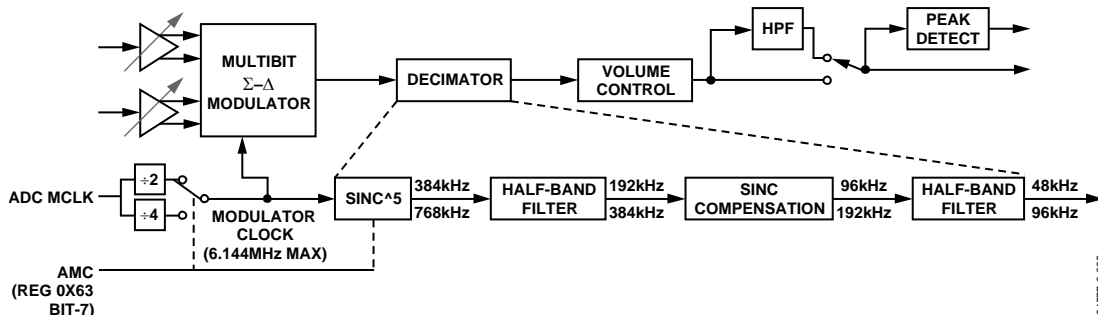 MULTIBIT
Σ–Δ
MODULATOR
DECIMATOR
VOLUME
CONTROL
HPF
PEAK
DETECT
ADC MCLK
÷2
÷4
MODULATOR
CLOCK
(6.144MHz MAX)
SINC^5
384kHz
768kHz
HALF-BAND
FILTER
192kHz
384kHz
SINC
COMPENSATION
96kHz
192kHz
HALF-BAND
FILTER
48kHz
96kHz
AMC
(REG 0X63
BIT-7)